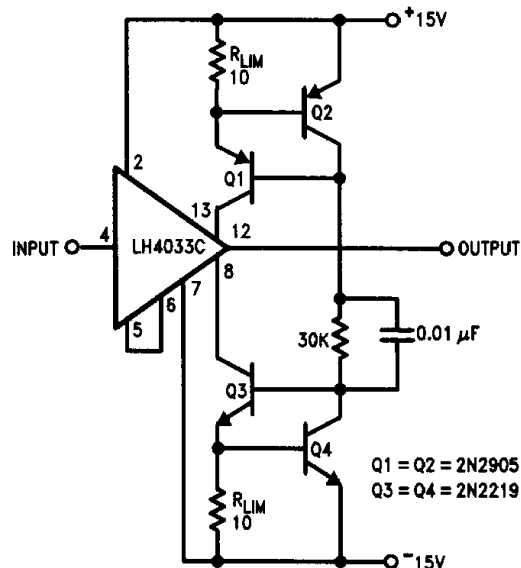 +15V
RLIM
10
Q2
2
Q1
13
12
4
INPUT
LH4033C
OUTPUT
8
7
6
5
30K
0.01 μF
Q3
Q4
Q1 = Q2 = 2N2905
Q3 = Q4 = 2N2219
RLIM
10
-15V